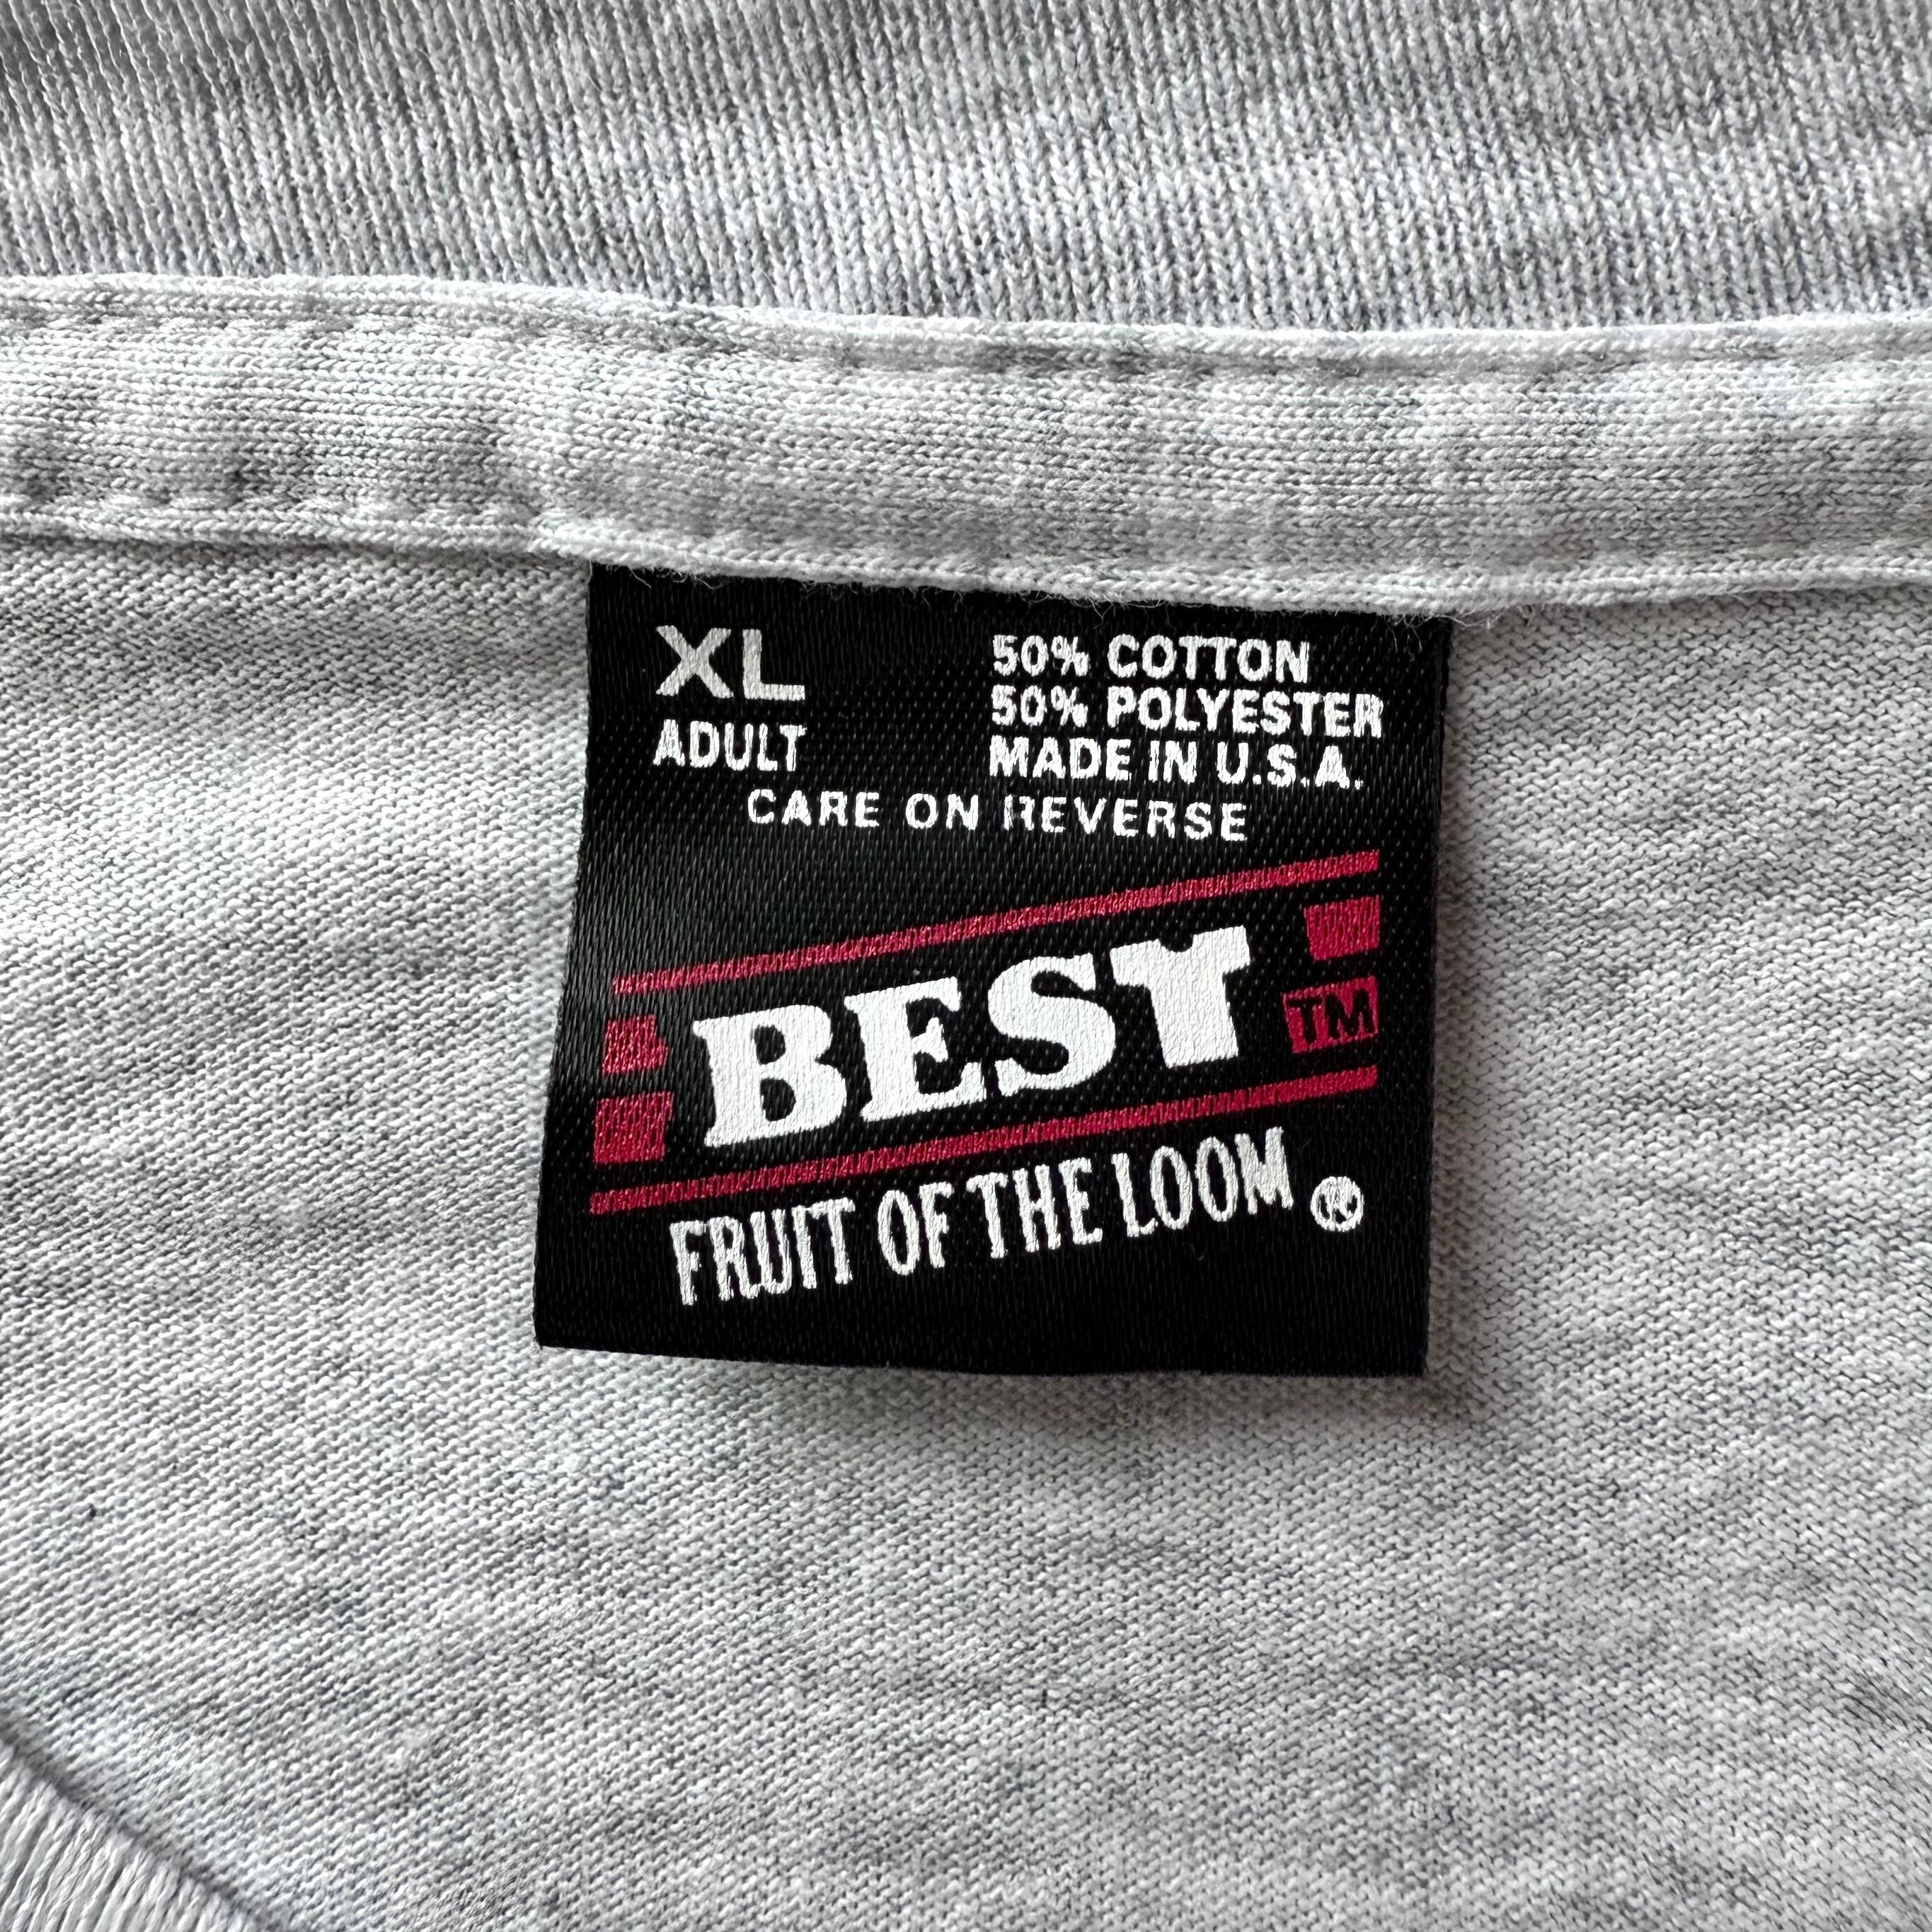 XL
ADULT
50% COTTON
50% POLYESTER
MADE IN U.S.A.
CARE ON REVERSE
BEST
TM
FRUIT OF THE LOOM ®